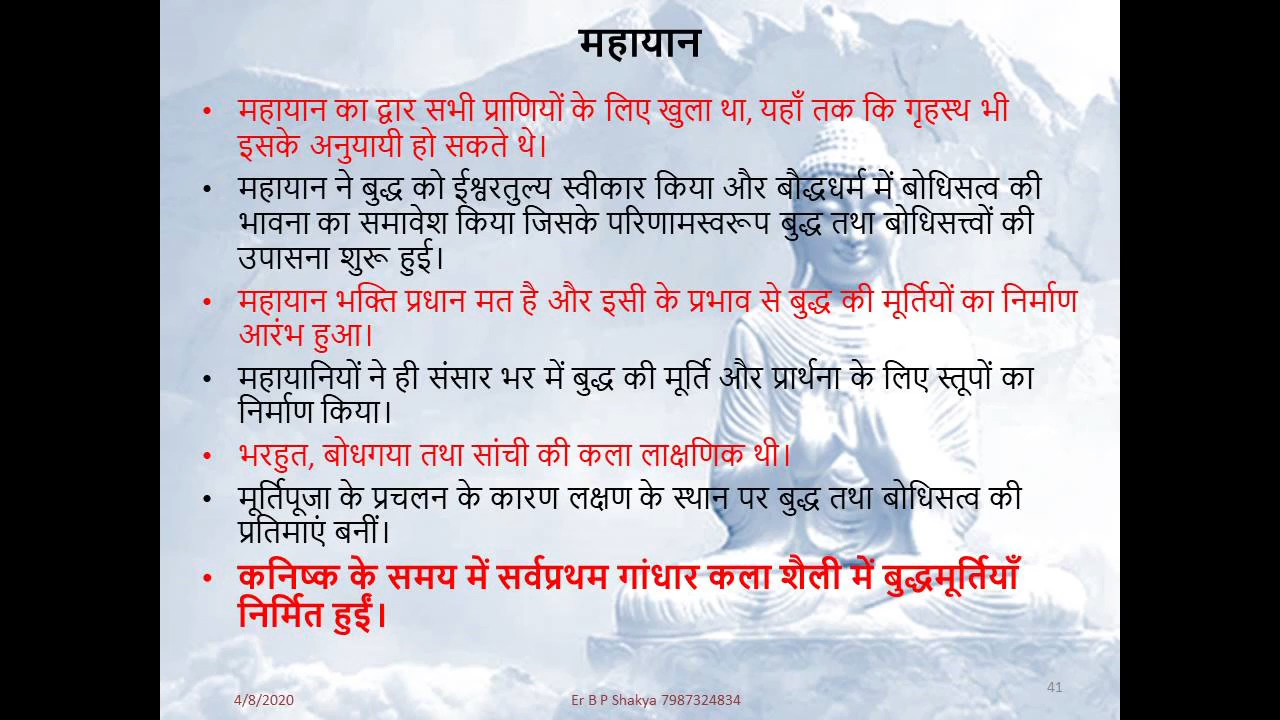 महायान
• महायान का द्वार सभी प्राणियों के लिए खुला था, यहाँ तक कि गृहस्थ भी
इसके अनुयायी हो सकते थे।
• महायान ने बुद्ध को ईश्वरतुल्य स्वीकार किया और बौद्धधर्म में बोधिसत्व की
भावना का समावेश किया जिसके परिणामस्वरूप बुद्ध तथा बोधिसत्त्वों की
उपासना शुरू हुई।
• महायान भक्ति प्रधान मत है और इसी के प्रभाव से बुद्ध की मूर्तियों का निर्माण
आरंभ हुआ।
• महायानियों ने ही संसार भर में बुद्ध की मूर्ति और प्रार्थना के लिए स्तूपों का
निर्माण किया।
• भरहुत, बोधगया तथा सांची की कला लाक्षणिक थी।
• मूर्तिपूजा के प्रचलन के कारण लक्षण के स्थान पर बुद्ध तथा बोधिसत्व की
प्रतिमाएं बनीं।
• कनिष्क के समय में सर्वप्रथम गांधार कला शैली में बुद्धमूर्तियाँ
निर्मित हुईं।
4/8/2020
Er B P Shakya 7987324834
41